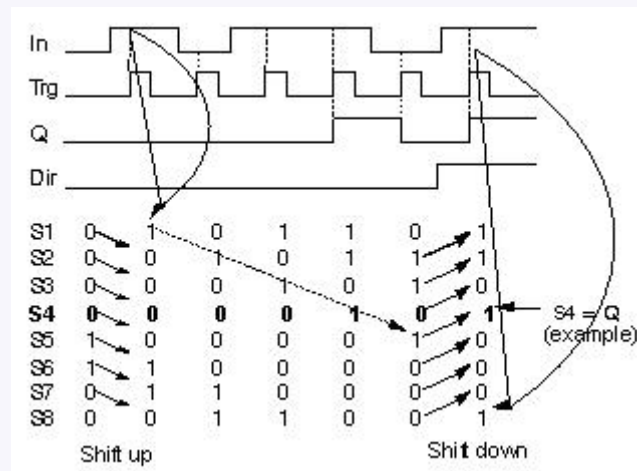 In
Trg
Q
Dir
S1 0 1 0 1 1 0 1
S2 0 0 1 0 1 1 1
S3 0 0 0 1 0 1 0
S4 0 0 0 0 1 0 1 S4 = Q
S5 1 0 0 0 0 1 0 (example)
S6 1 1 0 0 0 0 0
S7 0 1 1 0 0 0 0
S8 0 0 1 1 0 0 1
Shift up Shift down